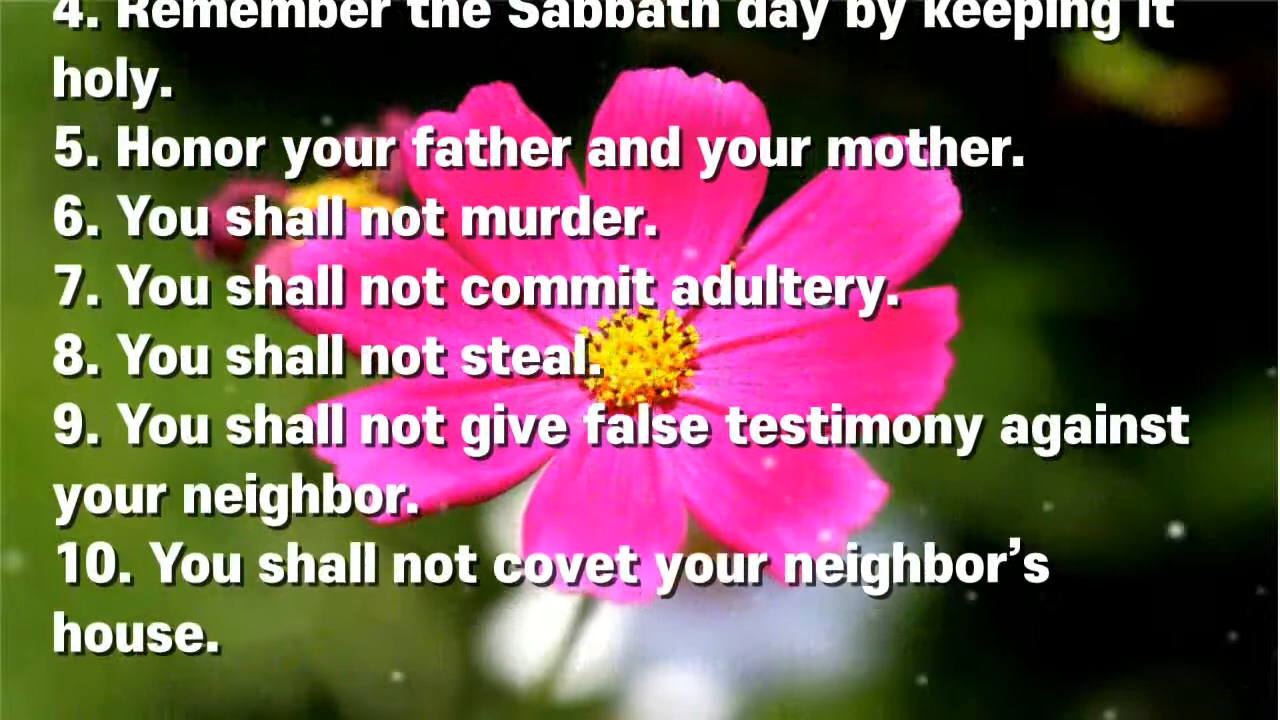 4. Remember the Sabbath day by keeping it
holy.
5. Honor your father and your mother.
6. You shall not murder.
7. You shall not commit adultery.
8. You shall not steal.
9. You shall not give false testimony against
your neighbor.
10. You shall not covet your neighbor’s
house.